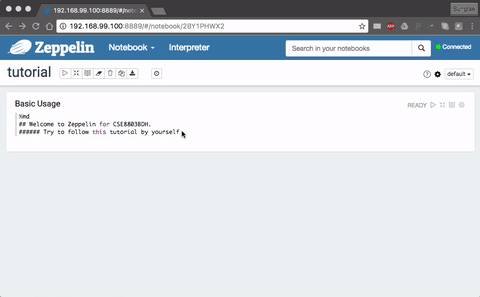 192.168.99.100:8889/#/no
Sungrae
192.168.99.100:8889/#/notebook/2BY1PHWX2
Zeppelin
Notebook
Interpreter
Search in your notebooks
Connected
tutorial
default
Basic Usage
READY
%md
## Welcome to Zeppelin for CSE8803BDH.
###### Try to follow this tutorial by yourself